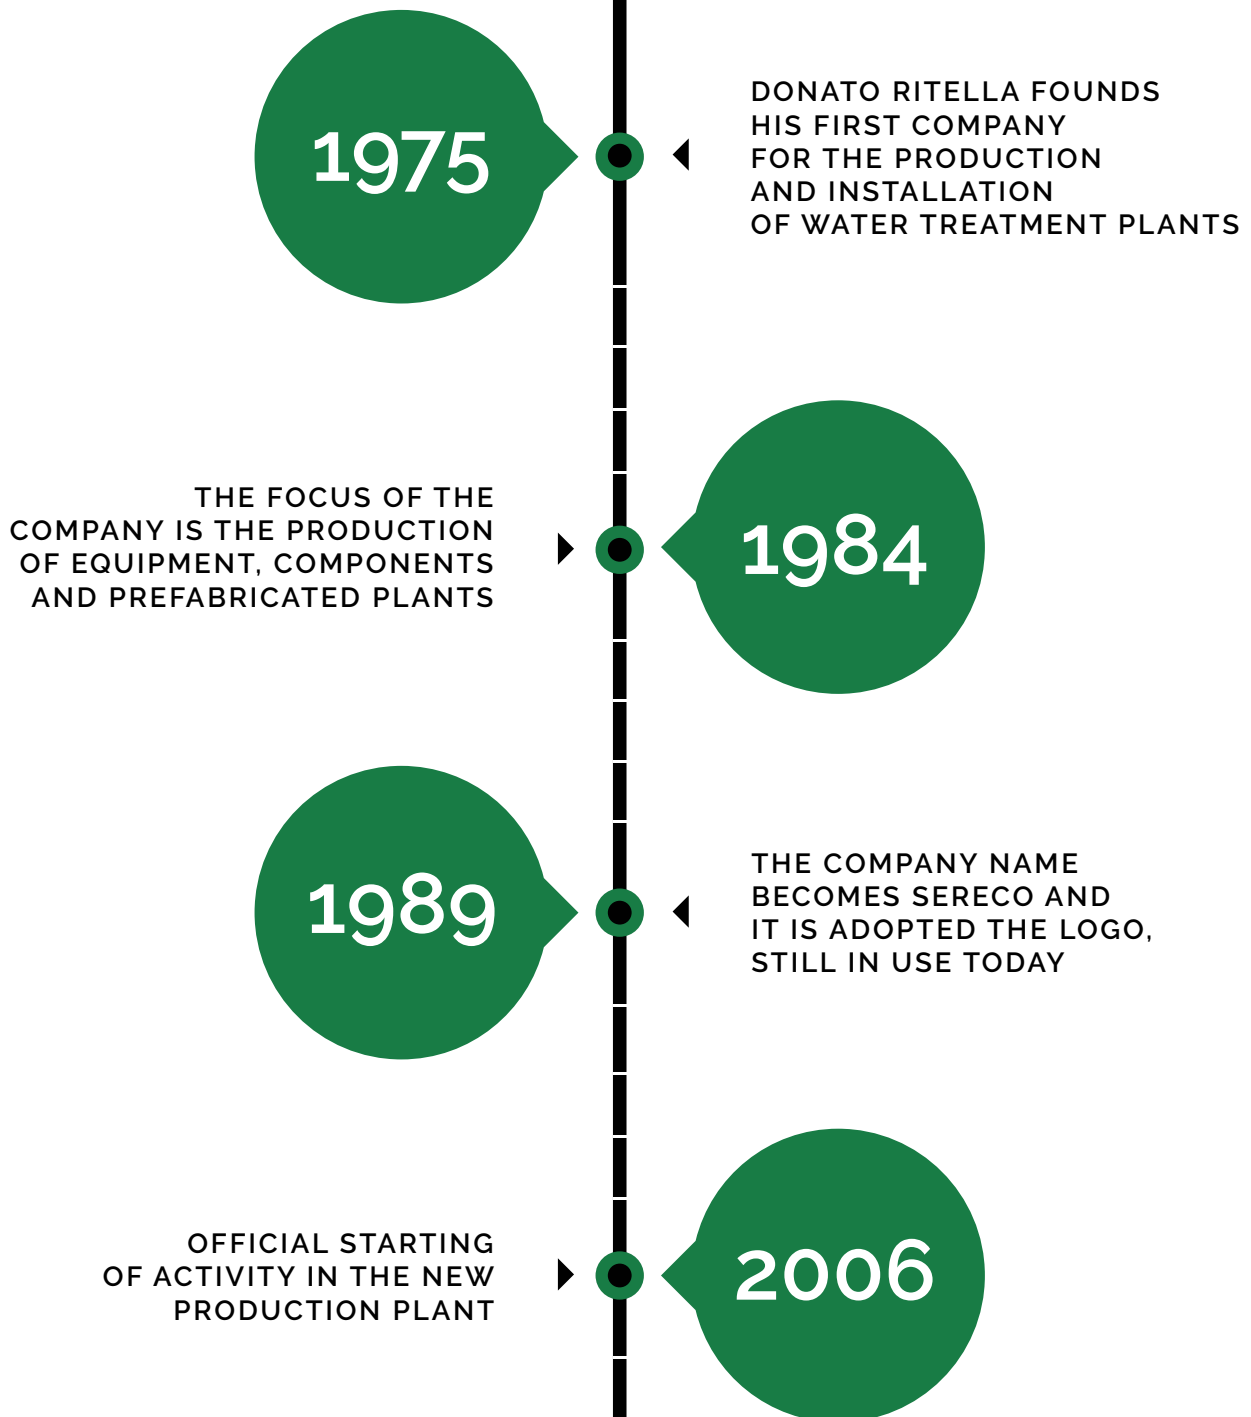 1975
DONATO RITELLA FOUNDS
HIS FIRST COMPANY
FOR THE PRODUCTION
AND INSTALLATION
OF WATER TREATMENT PLANTS
THE FOCUS OF THE
COMPANY IS THE PRODUCTION
OF EQUIPMENT, COMPONENTS
AND PREFABRICATED PLANTS
1984
1989
THE COMPANY NAME
BECOMES SERECO AND
IT IS ADOPTED THE LOGO,
STILL IN USE TODAY
OFFICIAL STARTING
OF ACTIVITY IN THE NEW
PRODUCTION PLANT
2006